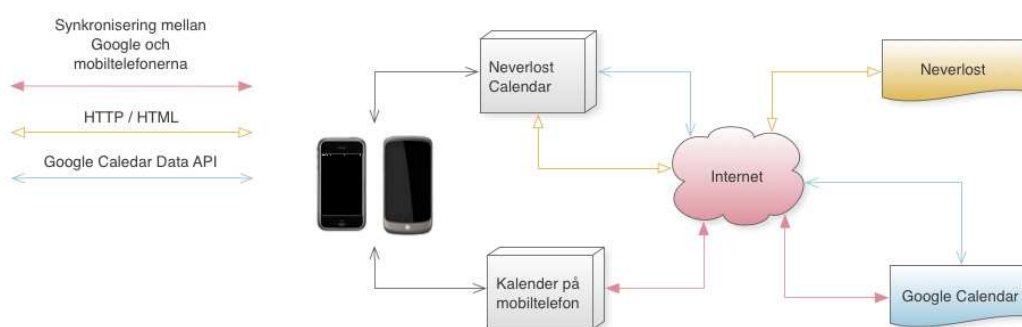 Synkronisering mellan
Google och
mobiltelefonerna
HTTP / HTML
Google Caledar Data API
Neverlost
Calendar
Neverlost
Internet
Kalender på
mobiltelefon
Google Calendar